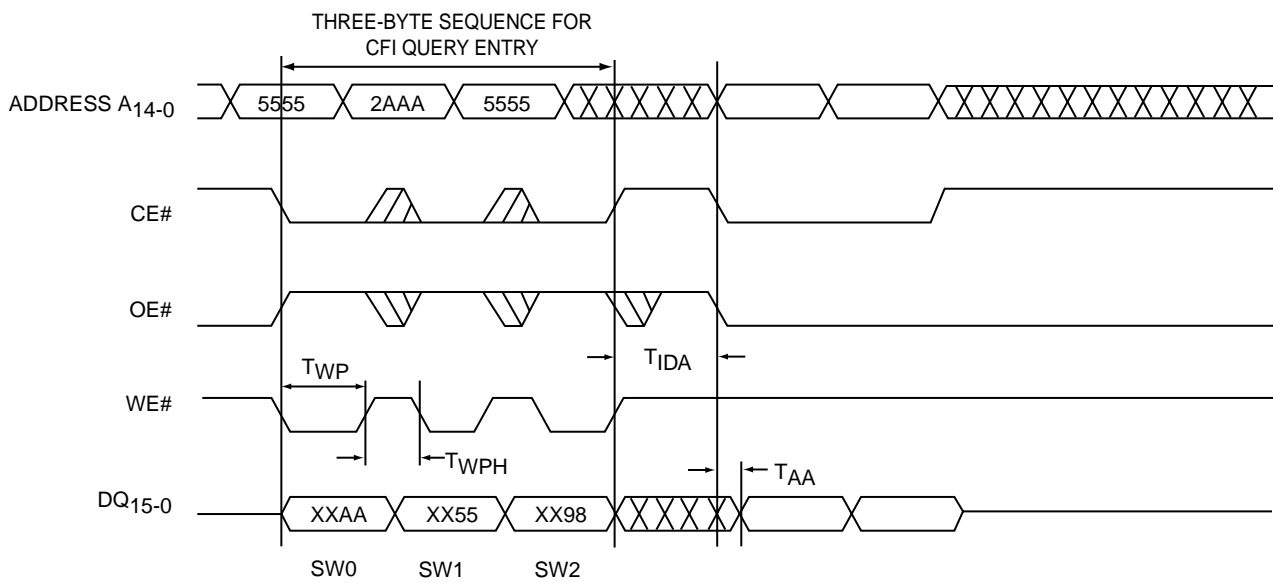 THREE-BYTE SEQUENCE FOR
CFI QUERY ENTRY
ADDRESS A14-0
5555 2AAA 5555
CE#
OE#
TIDA
TWP
WE#
TWPH
TAA
DQ15-0
XXAA XX55 XX98
SW0 SW1 SW2